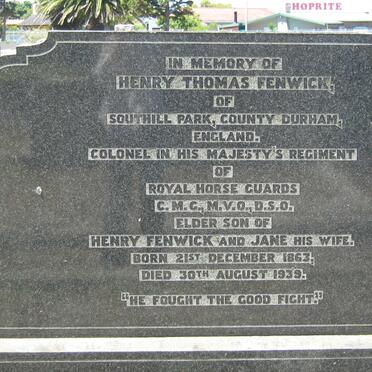 SHOPRITE
IN MEMORY OF
HENRY THOMAS FENWICK,
OF
SOUTHILL PARK, COUNTY DURHAM,
ENGLAND.
COLONEL IN HIS MAJESTY'S REGIMENT
OF
ROYAL HORSE GUARDS
C.M.G., M.V.O., D.S.O.
ELDER SON OF
HENRY FENWICK AND JANE HIS WIFE.
BORN 21ST DECEMBER 1863,
DIED 30TH AUGUST 1939.
"HE FOUGHT THE GOOD FIGHT."